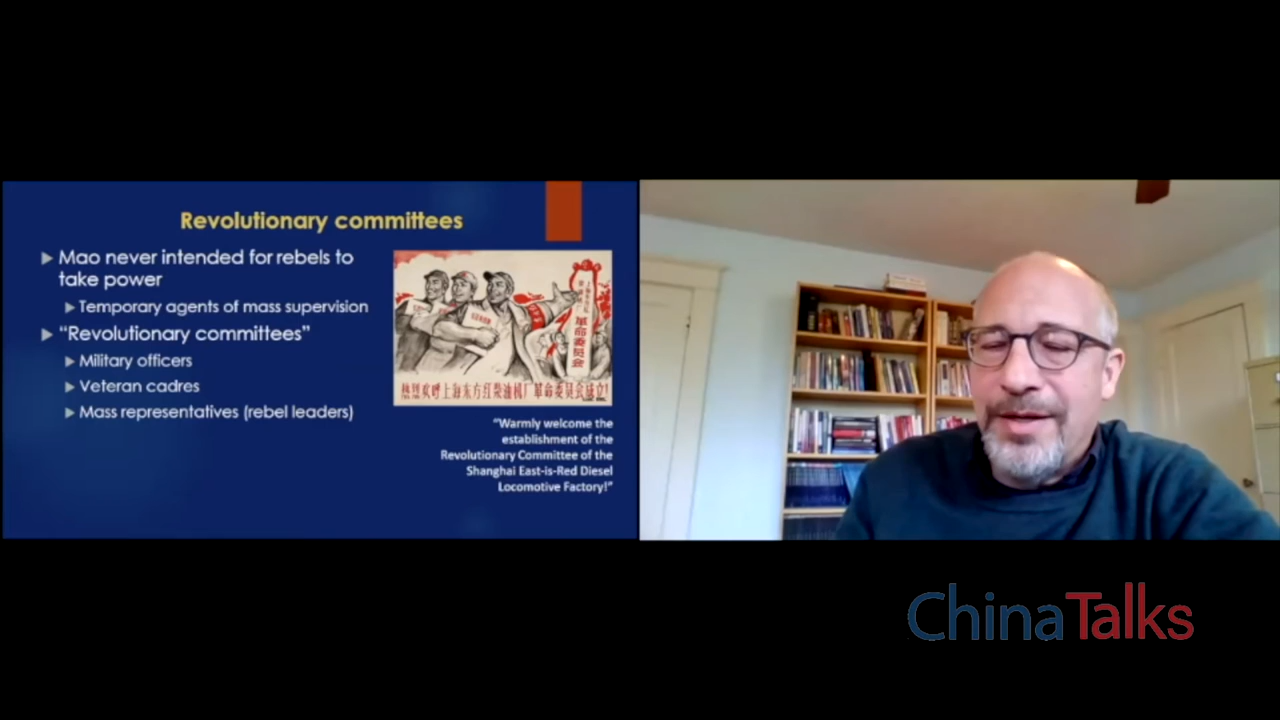 Revolutionary committees
Mao never intended for rebels to
take power
Temporary agents of mass supervision
“Revolutionary committees”
Military officers
Veteran cadres
Mass representatives (rebel leaders)
革命委員会
热烈欢呼上海东方红柴油机厂革命委员会成立!
“Warmly welcome the
establishment of the
Revolutionary Committee of the
Shanghai East-is-Red Diesel
Locomotive Factory!”
ChinaTalks